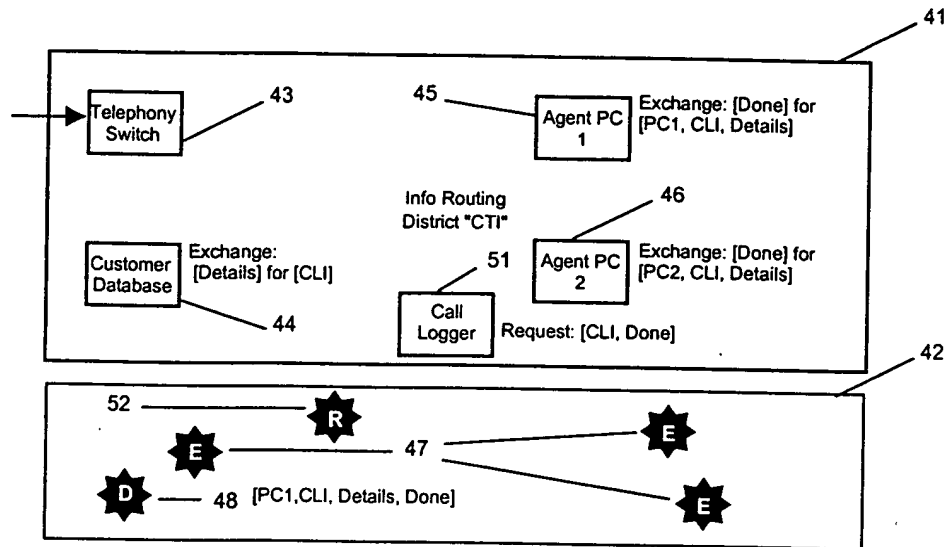 41
43
45
Telephony
Switch
Agent PC
1
Exchange: [Done] for
[PC1, CLI, Details]
Info Routing
District "CTI"
46
Customer
Database
Exchange:
[Details] for [CLI]
51
Agent PC
2
Exchange: [Done] for
[PC2, CLI, Details]
44
Call
Logger
Request: [CLI, Done]
42
52
R
E
47
E
D
48
[PC1,CLI, Details, Done]
E